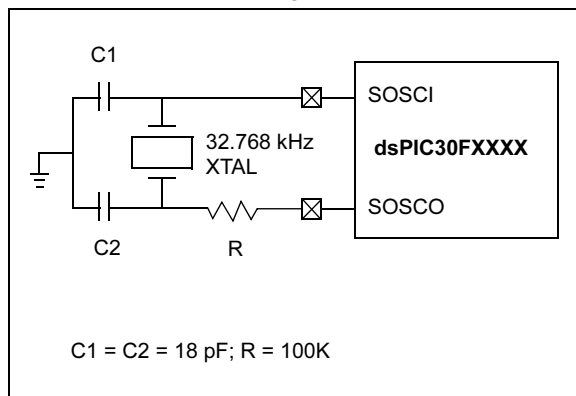 C1
SOSCI
32.768 kHz
XTAL
dsPIC30FXXXX
SOSCO
C2
R
C1 = C2 = 18 pF; R = 100K